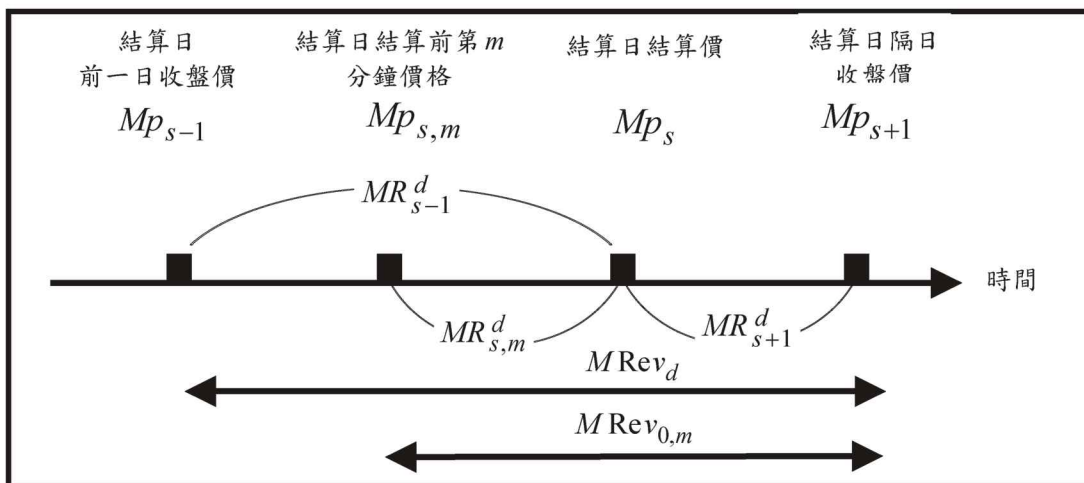 結算日
前一日收盤價
結算日結算前第m
分鐘價格
結算日結算價
結算日隔日
收盤價
Mp_{s-1}
Mp_{s,m}
Mp_s
Mp_{s+1}
MR^d_{s-1}
時間
MR^d_{s,m}
MR^d_{s+1}
M Rev_d
M Rev_{0,m}